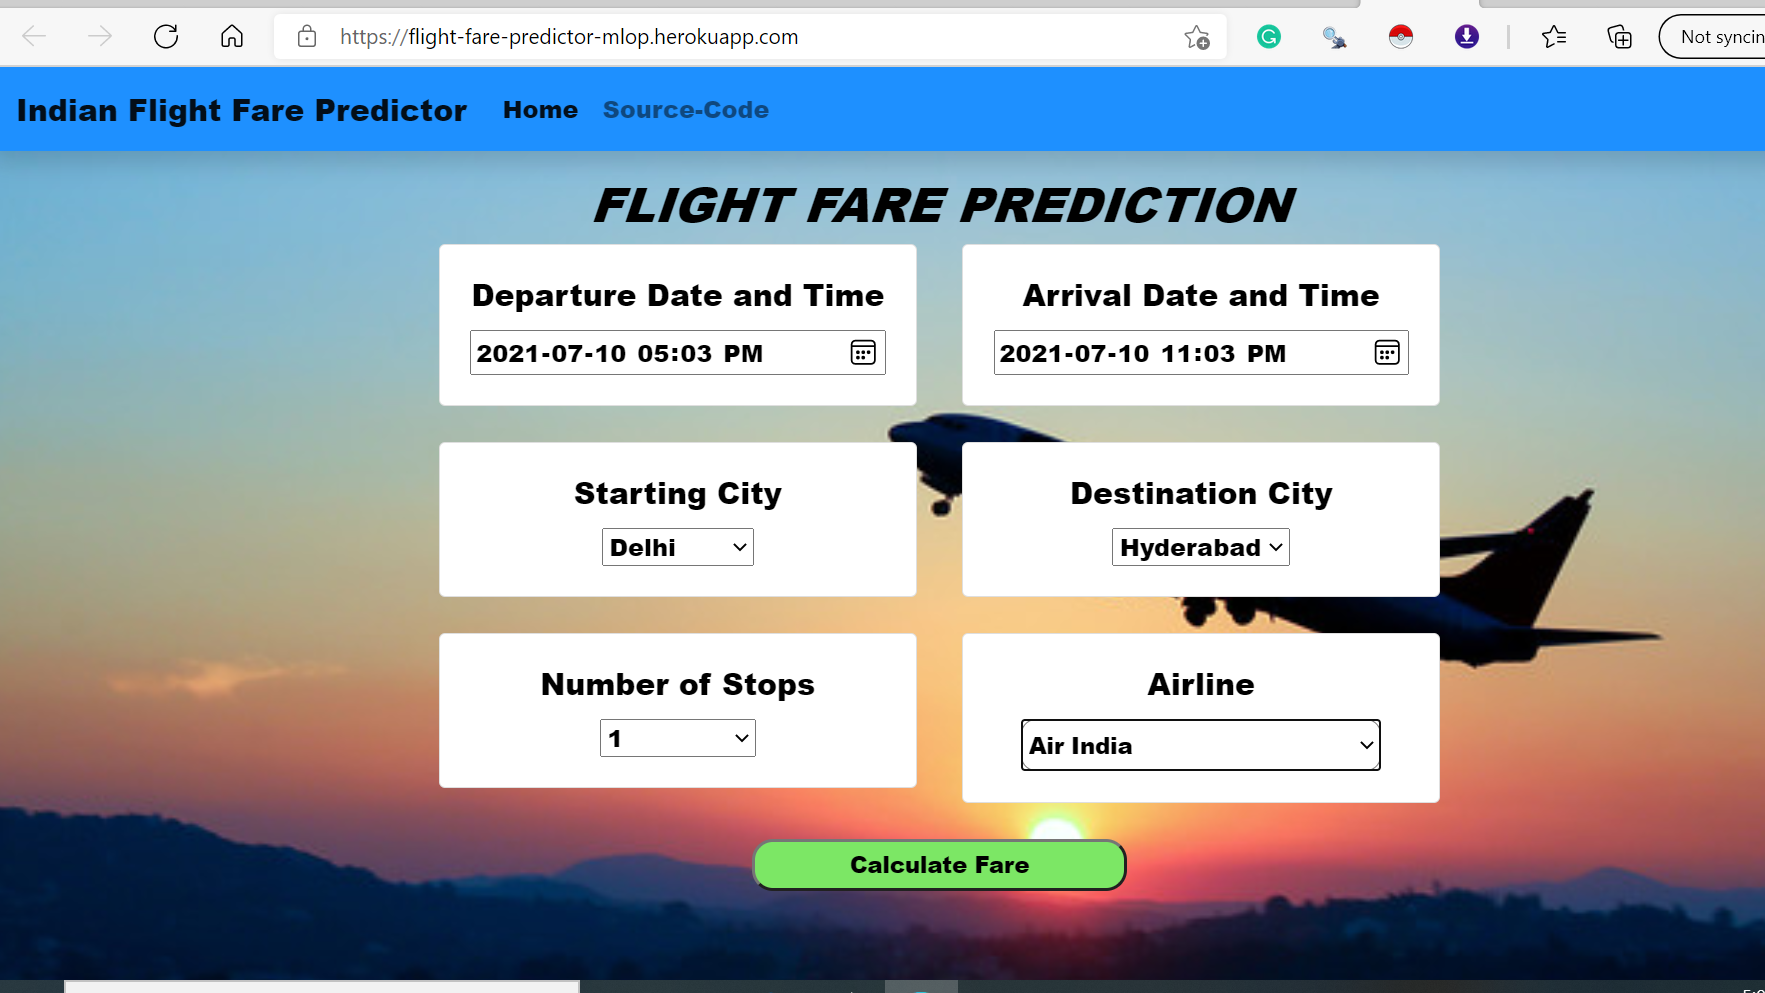 https://flight-fare-predictor-mlop.herokuapp.com
Not syncin
Indian Flight Fare Predictor Home Source-Code
FLIGHT FARE PREDICTION
Departure Date and Time
2021-07-10 05:03 PM
Arrival Date and Time
2021-07-10 11:03 PM
Starting City
Delhi
Destination City
Hyderabad
Number of Stops
1
Airline
Air India
Calculate Fare